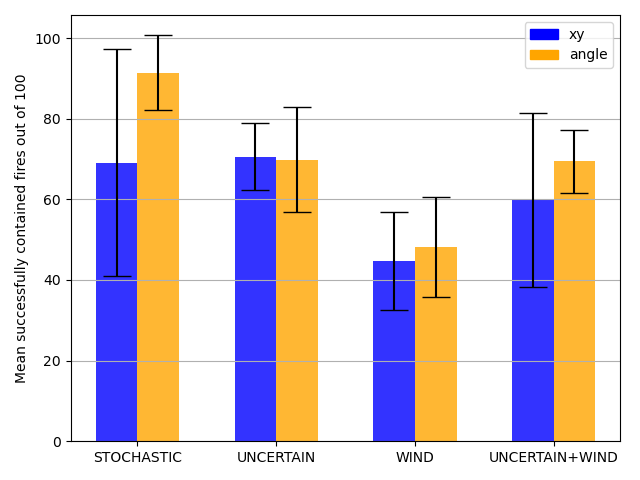 Mean successfully contained fires out of 100
100
80
60
40
20
0
xy
angle
STOCHASTIC
UNCERTAIN
WIND
UNCERTAIN+WIND